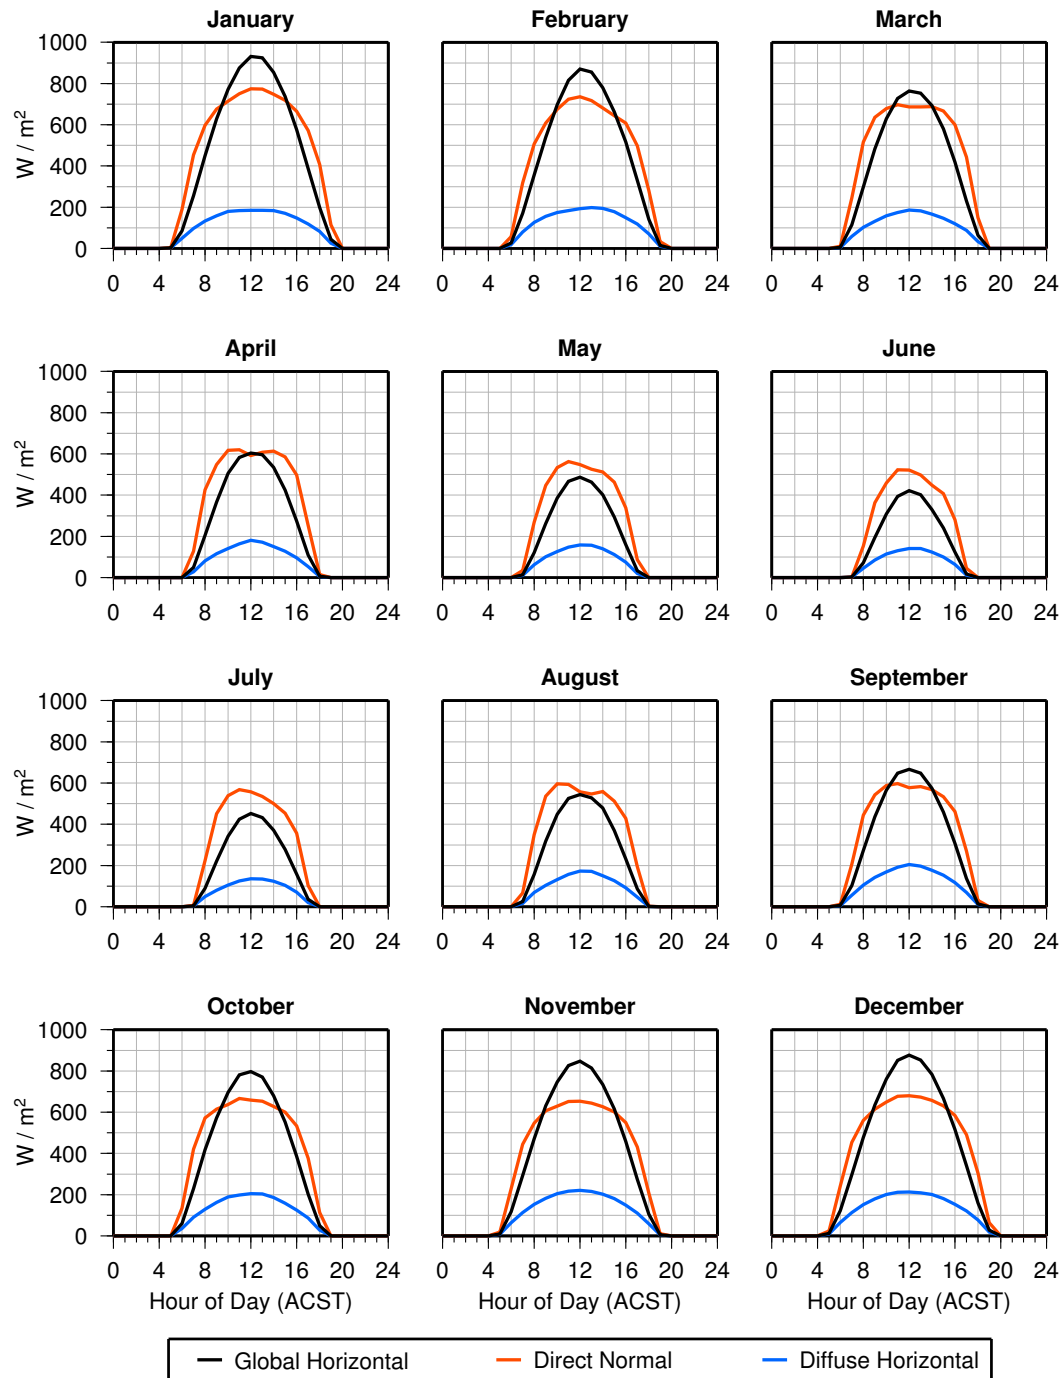 January February March
1000
800
600
400
200
0
W / m²
0 4 8 12 16 20 24 0 4 8 12 16 20 24 0 4 8 12 16 20 24
April May June
1000
800
600
400
200
0
W / m²
0 4 8 12 16 20 24 0 4 8 12 16 20 24 0 4 8 12 16 20 24
July August September
1000
800
600
400
200
0
W / m²
0 4 8 12 16 20 24 0 4 8 12 16 20 24 0 4 8 12 16 20 24
October November December
1000
800
600
400
200
0
W / m²
0 4 8 12 16 20 24 0 4 8 12 16 20 24 0 4 8 12 16 20 24
Hour of Day (ACST) Hour of Day (ACST) Hour of Day (ACST)
Global Horizontal Direct Normal Diffuse Horizontal